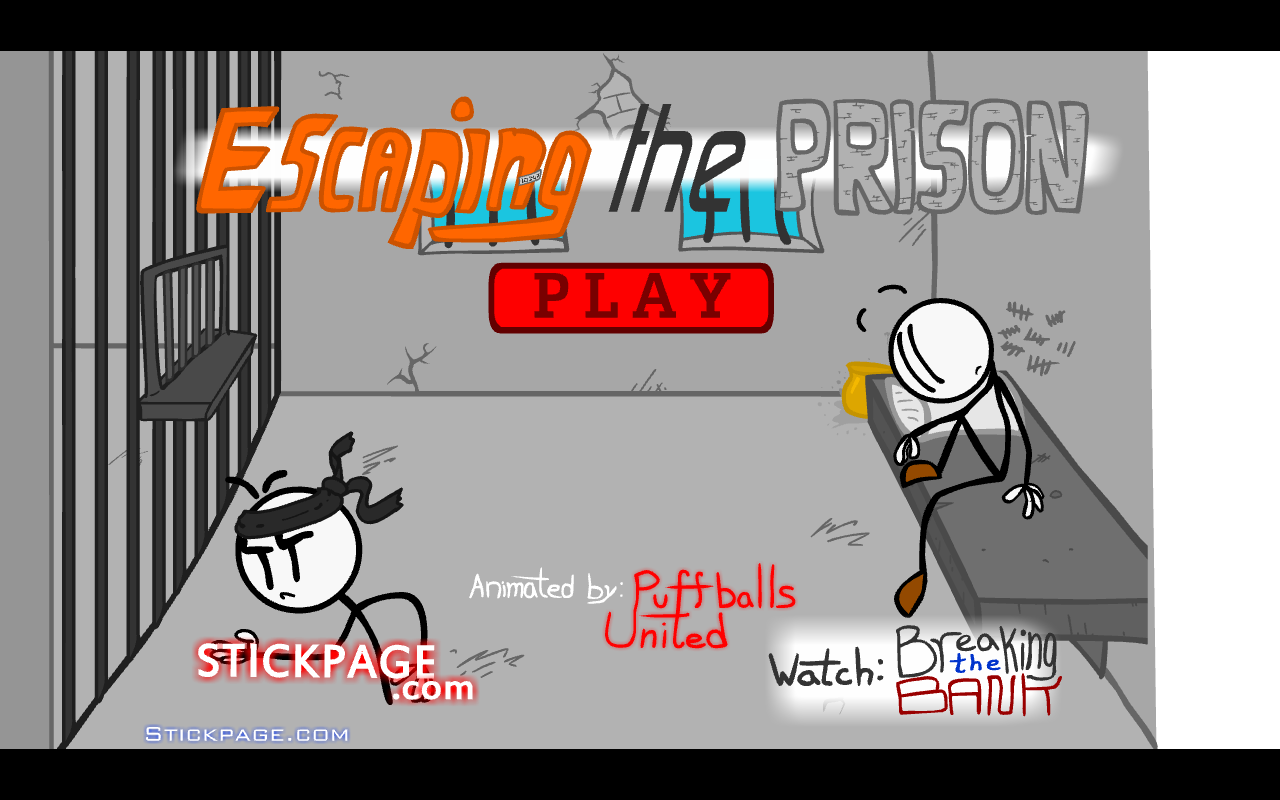 Escaping the PRISON
PLAY
Animated by: Puffballs
United
STICKPAGE
.com
Watch: Breaking
the
BANK
STICKPAGE.COM